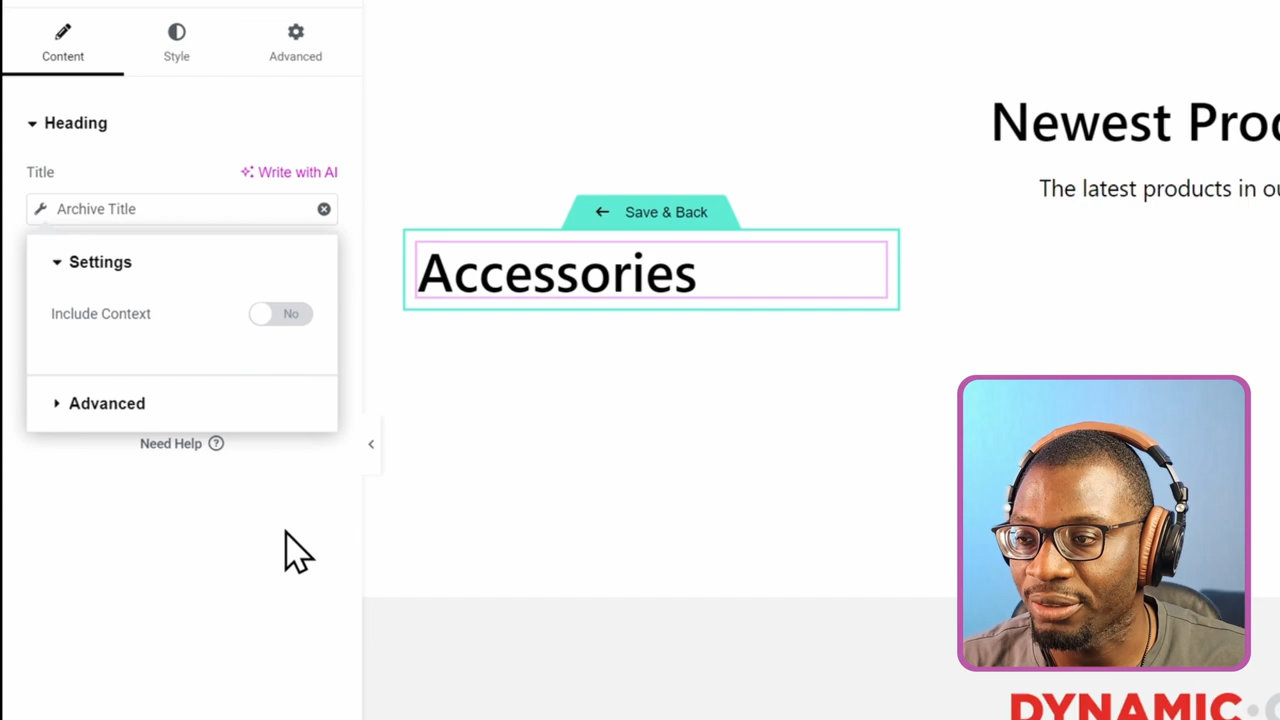 Content
Style
Advanced
Heading
Title
Write with AI
Archive Title
Settings
Include Context
No
Advanced
Need Help ?
Save & Back
Accessories
Newest Proc
The latest products in ou
DYNAMIC